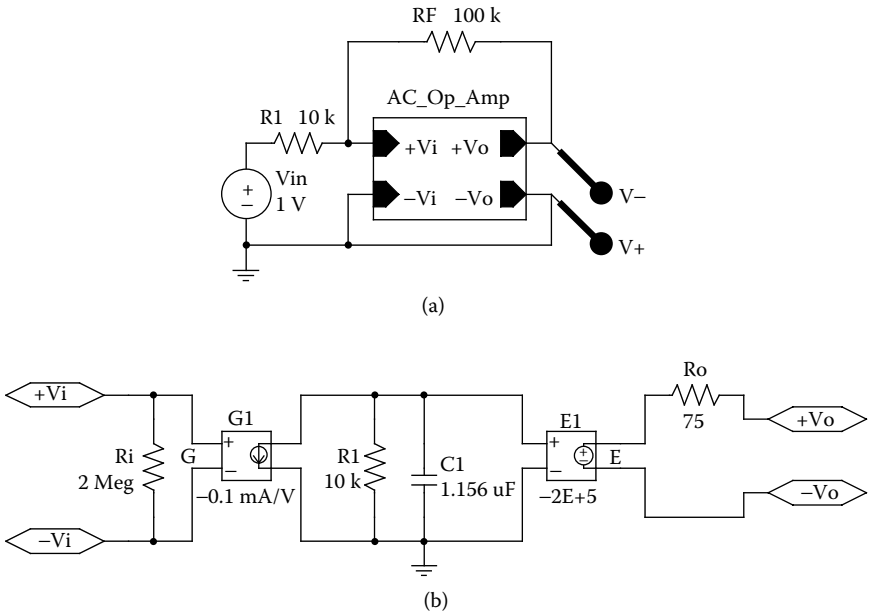 RF 100 k
AC_Op_Amp
R1 10 k
+Vi +Vo
Vin
+
−
1 V
−Vi −Vo
V−
V+
(a)
Ro
75
+Vi
G1
E1
+Vo
+
−
Ri
2 Meg
G
R1
10 k
C1
1.156 uF
+
−
+
−
E
−0.1 mA/V
−2E+5
−Vo
−Vi
(b)